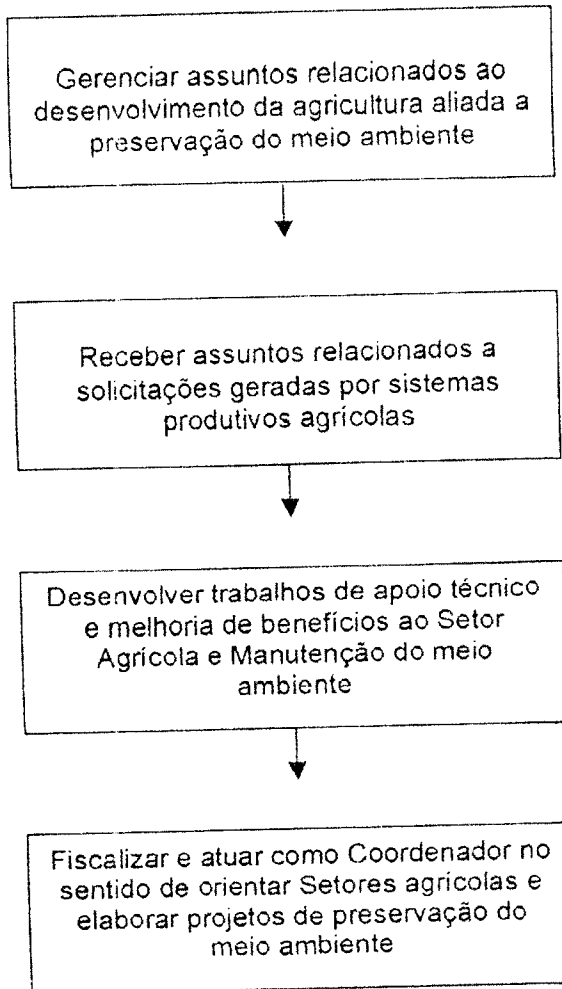 Gerenciar assuntos relacionados ao
desenvolvimento da agricultura aliada a
preservação do meio ambiente
Receber assuntos relacionados a
solicitações geradas por sistemas
produtivos agrícolas
Desenvolver trabalhos de apoio técnico
e melhoria de benefícios ao Setor
Agrícola e Manutenção do meio
ambiente
Fiscalizar e atuar como Coordenador no
sentido de orientar Setores agrícolas e
elaborar projetos de preservação do
meio ambiente